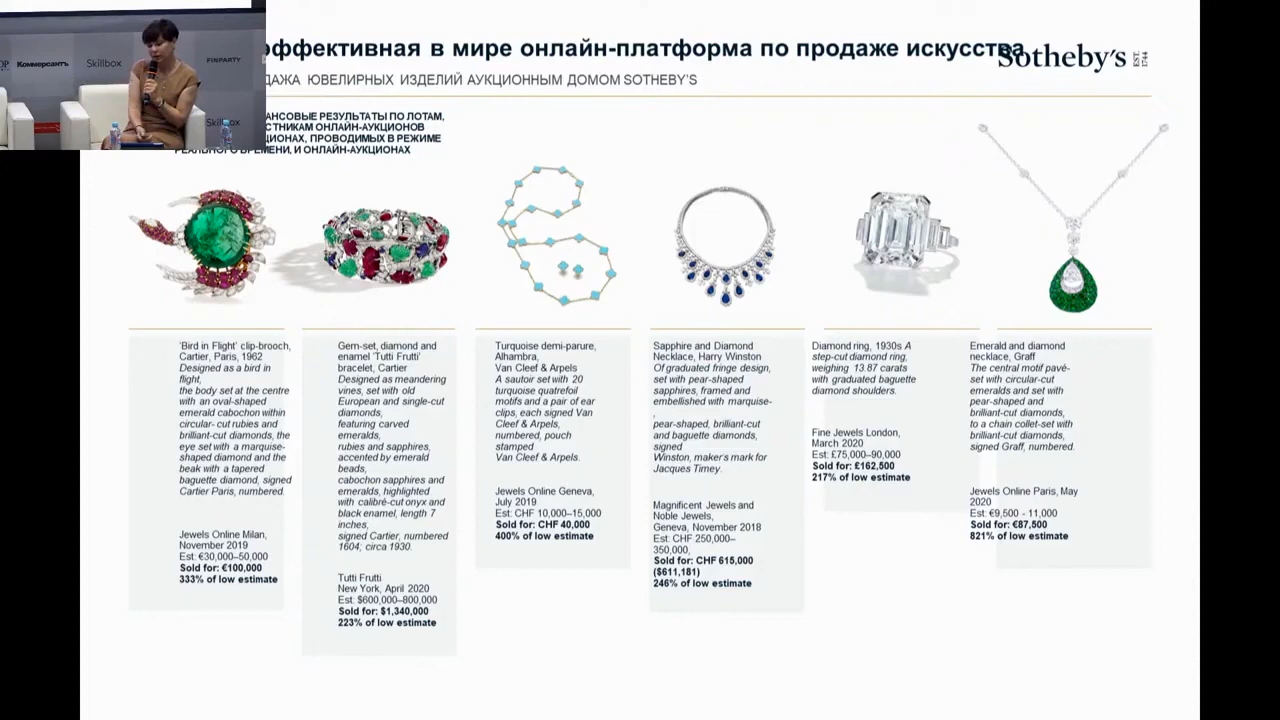 Коммерсантъ
Skillbox
FINPARTY
Skillbox
эффективная в мире онлайн-платформа по продаже искусства
Sotheby's EST. 1744
ДАЖА ЮВЕЛИРНЫХ ИЗДЕЛИЙ АУКЦИОННЫМ ДОМОМ SOTHEBY'S
АНСОВЫЕ РЕЗУЛЬТАТЫ ПО ЛОТАМ,
СТНИКАМ ОНЛАЙН-АУКЦИОНОВ
ЦИОНАХ, ПРОВОДИМЫХ В РЕЖИМЕ
РЕАЛЬНОГО ВРЕМЕНИ, И ОНЛАЙН-АУКЦИОНАХ
'Bird in Flight' clip-brooch,
Cartier, Paris, 1962
Designed as a bird in
flight,
the body set at the centre
with an oval-shaped
emerald cabochon within
circular- cut rubies and
brilliant-cut diamonds, the
eye set with a marquise-
shaped diamond and the
beak with a tapered
baguette diamond, signed
Cartier Paris, numbered.
Jewels Online Milan,
November 2019
Est: €30,000–50,000
Sold for: €100,000
333% of low estimate
Gem-set, diamond and
enamel 'Tutti Frutti'
bracelet, Cartier
Designed as meandering
vines, set with old
European and single-cut
diamonds,
featuring carved
emeralds,
rubies and sapphires,
accented by emerald
beads,
cabochon sapphires and
emeralds, highlighted
with calibré-cut onyx and
black enamel, length 7
inches,
signed Cartier, numbered
1604; circa 1930.
Tutti Frutti
New York, April 2020
Est: $600,000–800,000
Sold for: $1,340,000
223% of low estimate
Turquoise demi-parure,
Alhambra,
Van Cleef & Arpels
A sautoir set with 20
turquoise quatrefoil
motifs and a pair of ear
clips, each signed Van
Cleef & Arpels,
numbered, pouch
stamped
Van Cleef & Arpels.
Jewels Online Geneva,
July 2019
Est: CHF 10,000–15,000
Sold for: CHF 40,000
400% of low estimate
Sapphire and Diamond
Necklace, Harry Winston
Of graduated fringe design,
set with pear-shaped
sapphires, framed and
embellished with marquise-
,
pear-shaped, brilliant-cut
and baguette diamonds,
signed
Winston, maker's mark for
Jacques Timey.
Magnificent Jewels and
Noble Jewels,
Geneva, November 2018
Est: CHF 250,000–
350,000,
Sold for: CHF 615,000
($611,181)
246% of low estimate
Diamond ring, 1930s A
step-cut diamond ring,
weighing 13.87 carats
with graduated baguette
diamond shoulders.
Fine Jewels London,
March 2020
Est: £75,000–90,000
Sold for: £162,500
217% of low estimate
Emerald and diamond
necklace, Graff
The central motif pavé-
set with circular-cut
emeralds and set with
pear-shaped and
brilliant-cut diamonds,
to a chain collet-set with
brilliant-cut diamonds,
signed Graff, numbered.
Jewels Online Paris, May
2020
Est: €9,500 - 11,000
Sold for: €87,500
821% of low estimate